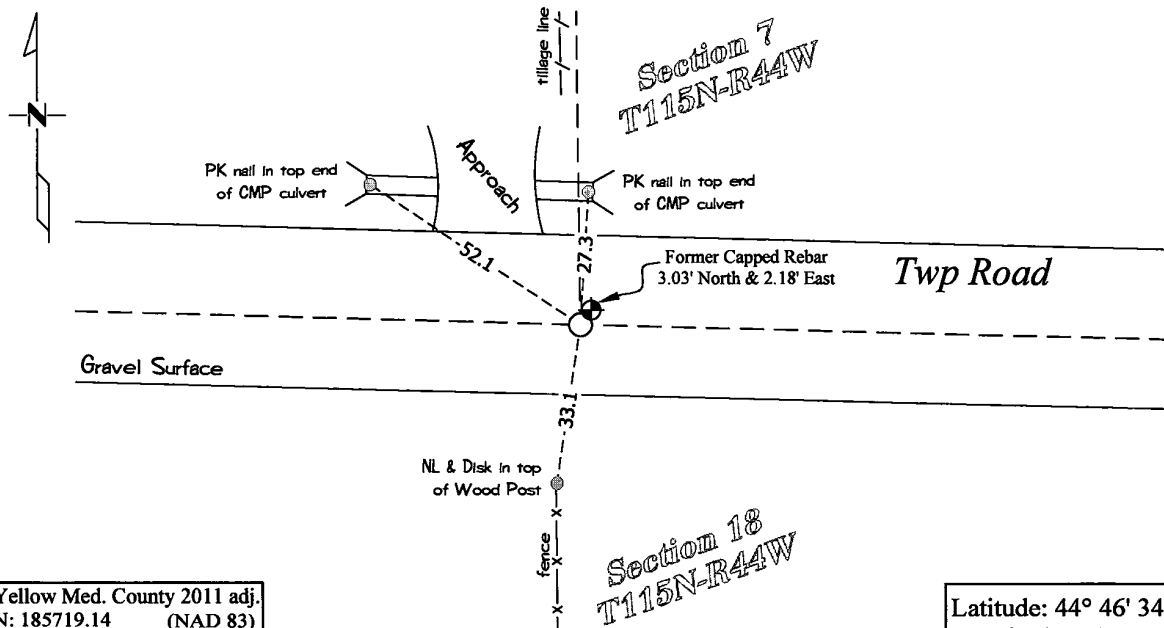 tillage line
Section 7
T115N-R44W
N
PK nail in top end
of CMP culvert
Approach
PK nail in top end
of CMP culvert
52.1
27.3
Former Capped Rebar
3.03' North & 2.18' East
Twp Road
Gravel Surface
33.1
NL & Disk in top
of Wood Post
fence
Section 18
T115N-R44W
Yellow Med. County 2011 adj.
N: 185719.14 (NAD 83)
Latitude: 44° 46' 34